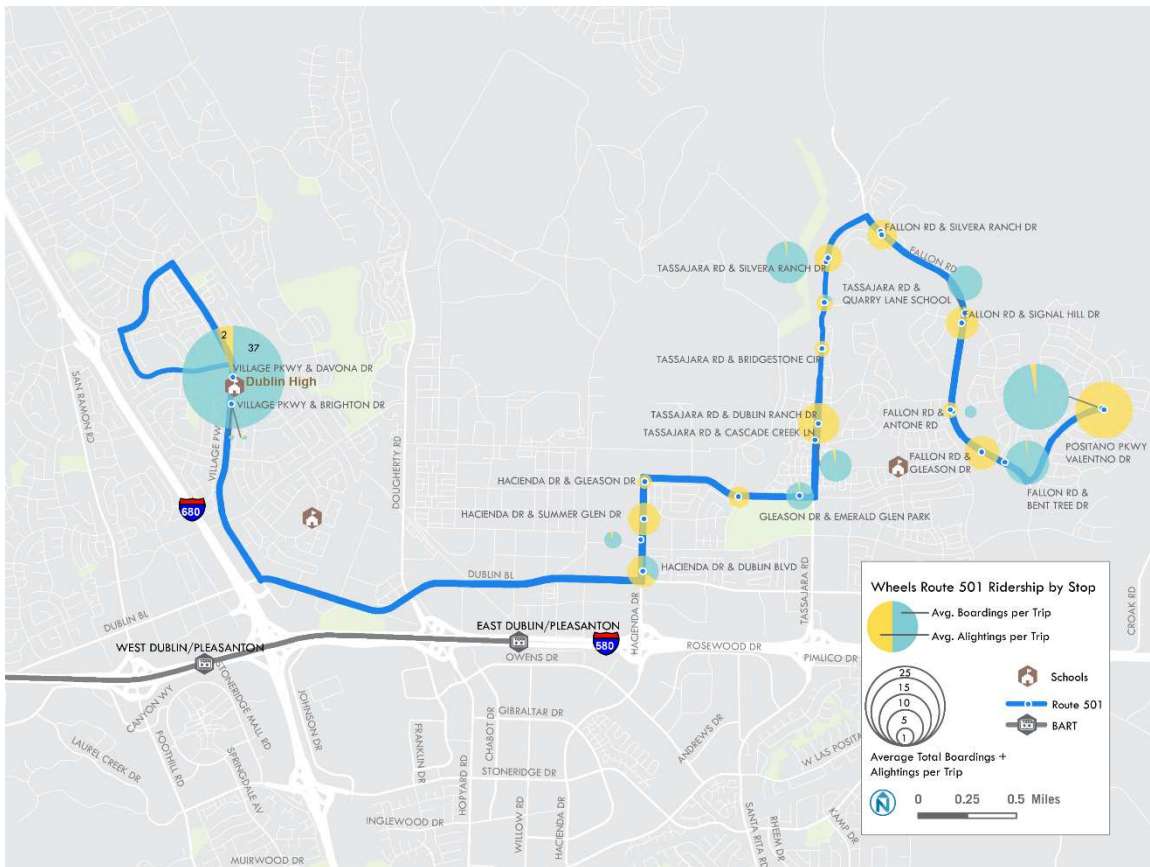 FALLON RD & SILVERA RANCH DR
FALLON RD
TASSAJARA RD & SILVERA RANCH DR
TASSAJARA RD &
QUARRY LANE SCHOOL
FALLON RD & SIGNAL HILL DR
2
37
VILLAGE PKWY & DAVONA DR
Dublin High
VILLAGE PKWY & BRIGHTON DR
TASSAJARA RD & BRIDGESTONE CIR
SAN RAMON RD
VILLAGE PW
DOUGHERTY RD
TASSAJARA RD & DUBLIN RANCH DR
TASSAJARA RD & CASCADE CREEK LN
FALLON RD &
ANTONE RD
POSITANO PKWY
VALENTNO DR
FALLON RD &
GLEASON DR
FALLON RD &
BENT TREE DR
HACIENDA DR & GLEASON DR
HACIENDA DR & SUMMER GLEN DR
GLEASON DR & EMERALD GLEN PARK
680
HACIENDA DR & DUBLIN BLVD
DUBLIN BL
DUBLIN BL
HACIENDA DR
TASSAJARA RD
CROAK RD
WEST DUBLIN/PLEASANTON
EAST DUBLIN/PLEASANTON
580
ROSEWOOD DR
OWENS DR
PIMLICO DR
CANYON WY
STONERIDGE MALL RD
JOHNSON DR
FOOTHILL RD
LAUREL CREEK DR
SPRINGDALE AV
FRANKLIN DR
HOPYARD RD
CHABOT DR
GIBRALTAR DR
ANDREWS DR
W LAS POSITA
STONERIDGE DR
INGLEWOOD DR
WILLOW RD
HACIENDA DR
SANTA RITA RD
RHEEM DR
KAMP DR
MUIRWOOD DR
Wheels Route 501 Ridership by Stop
Avg. Boardings per Trip
Avg. Alightings per Trip
25
15
10
5
1
Schools
Route 501
BART
Average Total Boardings +
Alightings per Trip
N
0 0.25 0.5 Miles